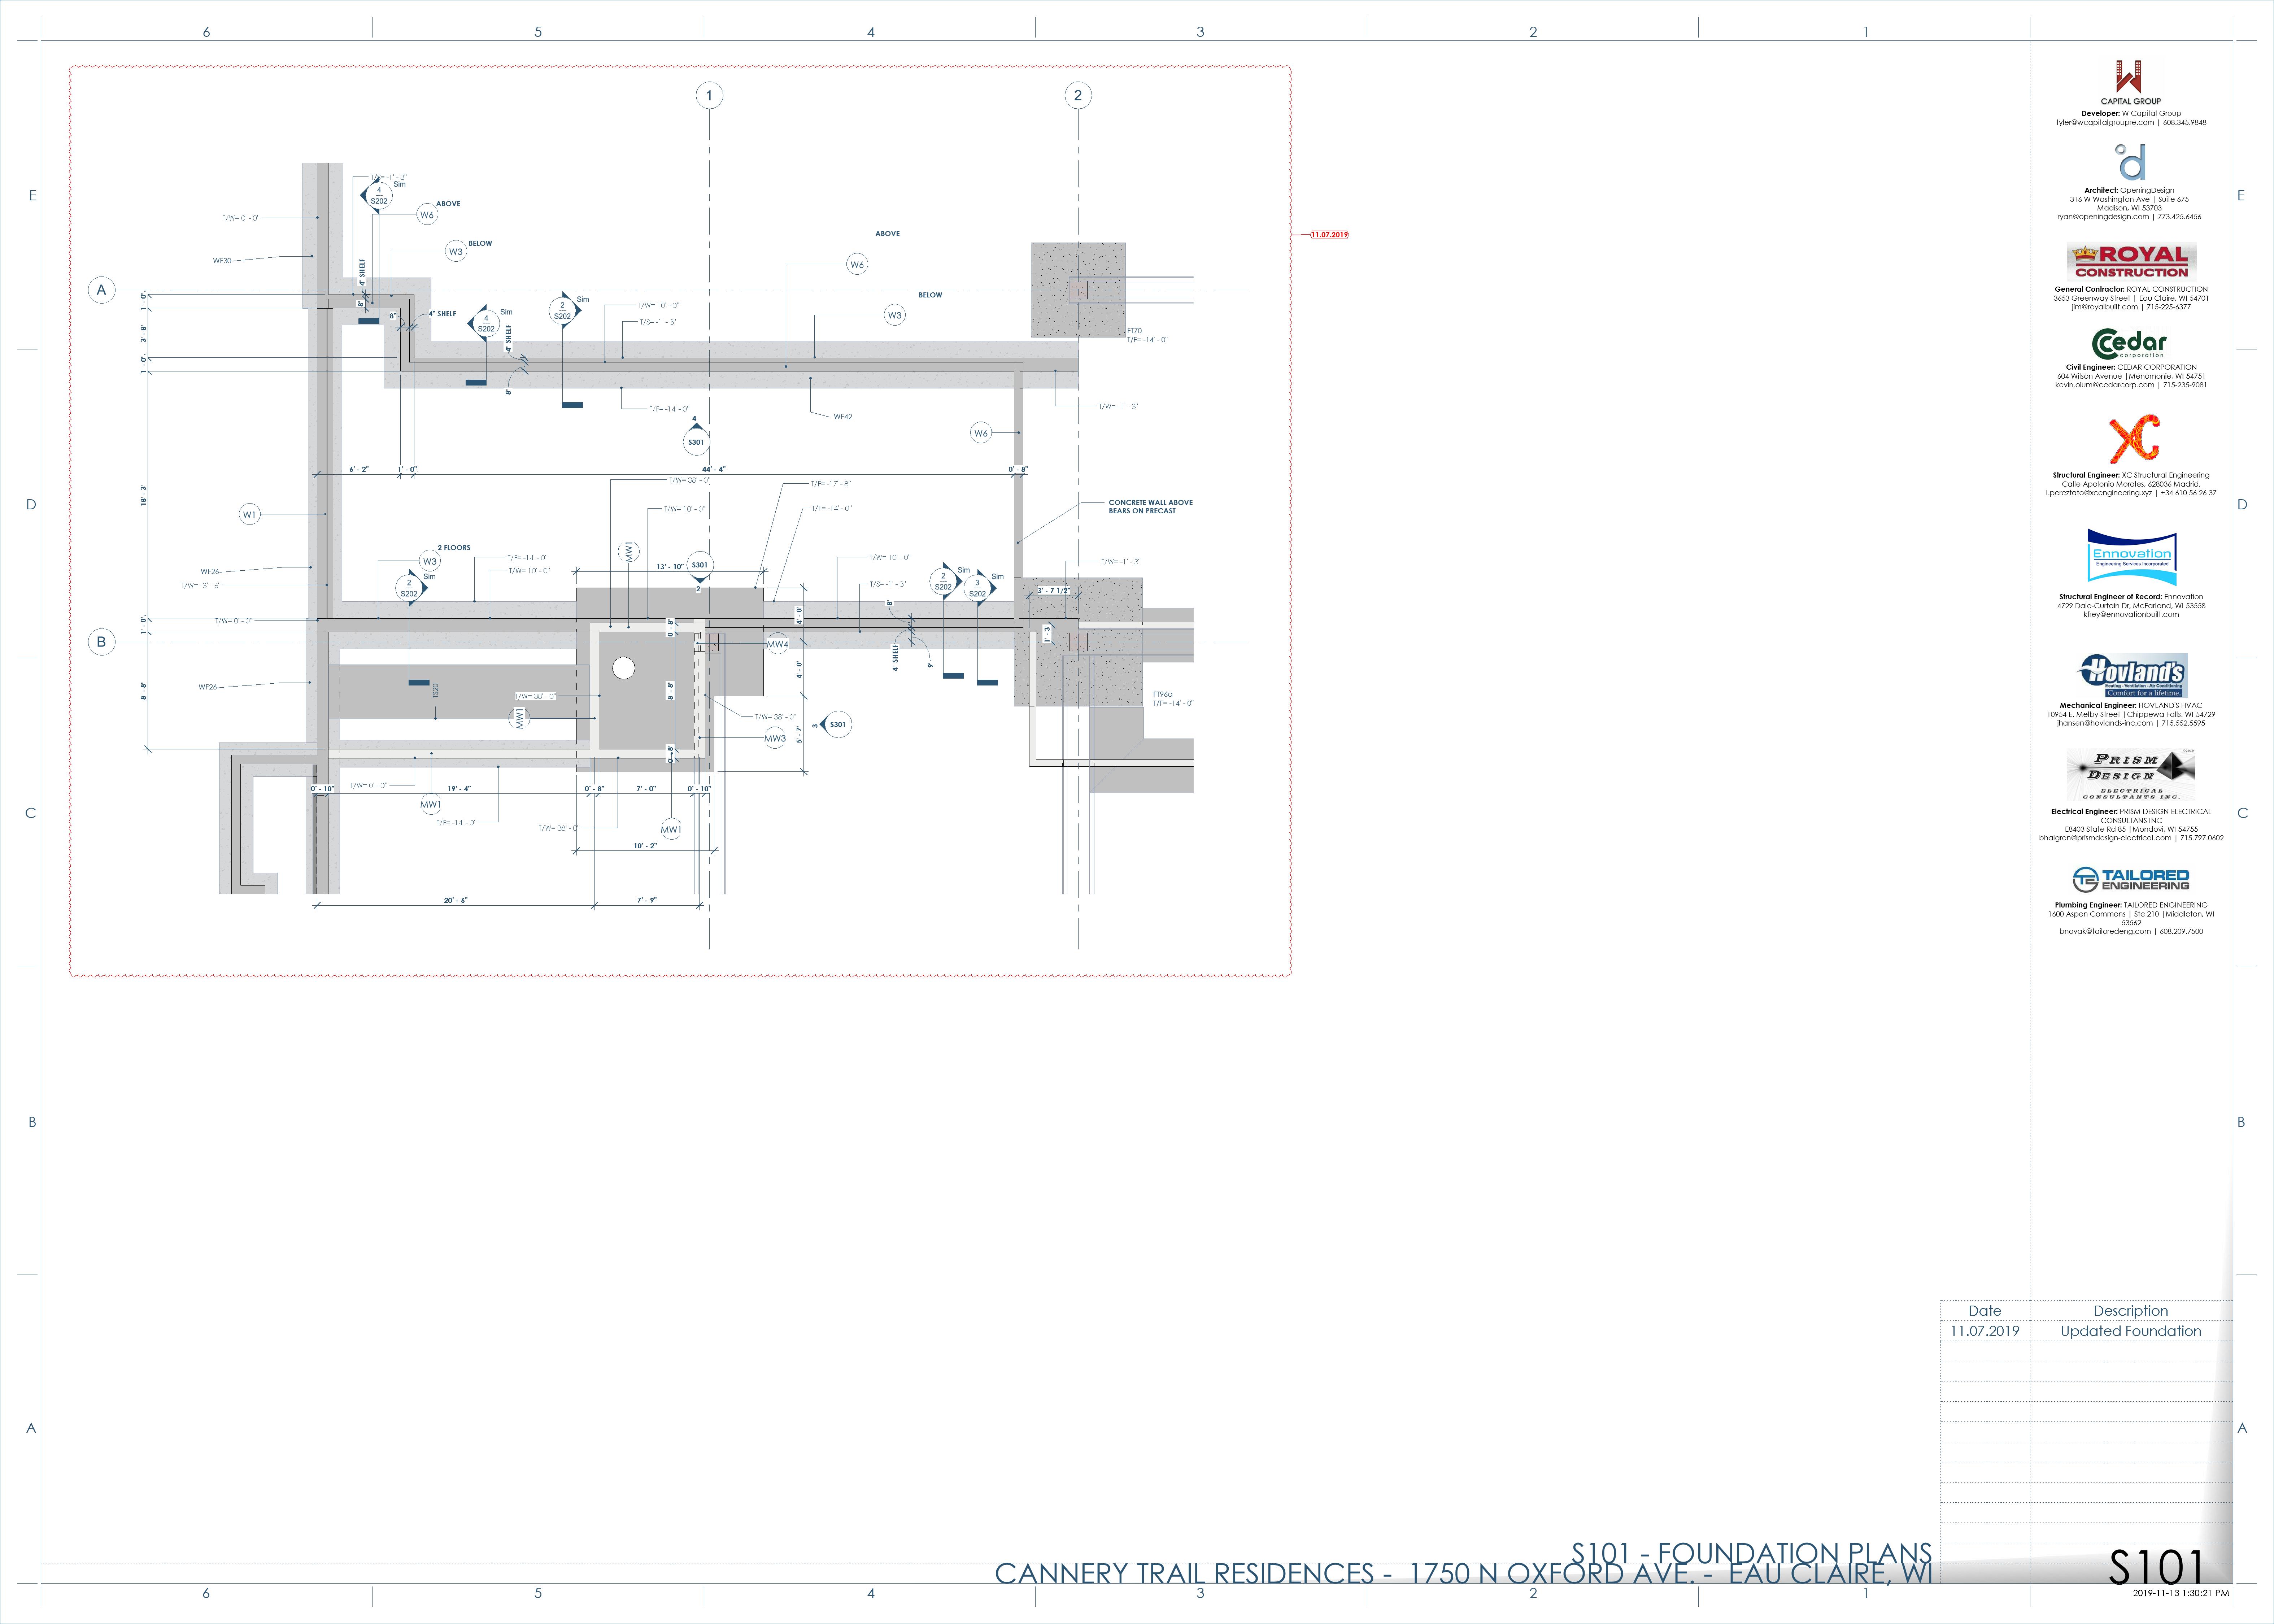 6 5 4 3 2 1
1 2
T/S= -1' - 3"
4
S202
Sim
W6
ABOVE
T/W= 0' - 0"
W3
BELOW
ABOVE
11.07.2019
WF30
4" SHELF
W6
A
1' - 0"
8"
BELOW
2
S202
Sim
T/W= 10' - 0"
8"
4" SHELF
4
S202
Sim
W3
T/S= -1' - 3"
FT70
T/F= -14' - 0"
3' - 8"
4" SHELF
1' - 0"
8"
T/F= -14' - 0"
WF42
T/W= -1' - 3"
4
S301
W6
6' - 2"
1' - 0"
44' - 4"
0' - 8"
T/W= 38' - 0"
T/F= -17' - 8"
18' - 3"
CONCRETE WALL ABOVE
BEARS ON PRECAST
T/W= 10' - 0"
T/F= -14' - 0"
W1
2 FLOORS
W3
T/F= -14' - 0"
MW1
S301
2
T/W= 10' - 0"
T/W= -1' - 3"
13' - 10"
WF26
T/W= 10' - 0"
2
S202
Sim
2
S202
Sim
3
S202
Sim
T/W= -3' - 6"
T/S= -1' - 3"
3' - 7 1/2"
4' - 0"
8"
T/W= 0' - 0"
1' - 0"
0' - 8"
1' - 3"
B
MW4
4" SHELF
9"
4' - 0"
WF26
8' - 8"
TS20
T/W= 38' - 0"
8' - 8"
FT96a
T/F= -14' - 0"
MW1
T/W= 38' - 0"
3
S301
MW3
5' - 7"
0' - 8"
T/W= 0' - 0"
0' - 10"
19' - 4"
0' - 8"
7' - 0"
0' - 10"
MW1
T/F= -14' - 0"
T/W= 38' - 0"
MW1
10' - 2"
20' - 6"
7' - 9"
E
D
C
B
A
E
D
C
B
A
CAPITAL GROUP
Developer: W Capital Group
tyler@wcapitalgroupre.com | 608.345.9848
Architect: OpeningDesign
316 W Washington Ave | Suite 675
Madison, WI 53703
ryan@openingdesign.com | 773.425.6456
ROYAL
CONSTRUCTION
General Contractor: ROYAL CONSTRUCTION
3653 Greenway Street | Eau Claire, WI 54701
jim@royalbuilt.com | 715-225-6377
Cedar
corporation
Civil Engineer: CEDAR CORPORATION
604 Wilson Avenue |Menomonie, WI 54751
kevin.oium@cedarcorp.com | 715-235-9081
XC
Structural Engineer: XC Structural Engineering
Calle Apolonio Morales, 628036 Madrid,
l.pereztato@xcengineering.xyz | +34 610 56 26 37
Ennovation
Engineering Services Incorporated
Structural Engineer of Record: Ennovation
4729 Dale-Curtain Dr, McFarland, WI 53558
kfrey@ennovationbuilt.com
Hovland's
Heating - Ventilation - Air Conditioning
Comfort for a lifetime.
Mechanical Engineer: HOVLAND'S HVAC
10954 E. Melby Street |Chippewa Falls, WI 54729
jhansen@hovlands-inc.com | 715.552.5595
PRISM
DESIGN
ELECTRICAL
CONSULTANTS INC.
Electrical Engineer: PRISM DESIGN ELECTRICAL
CONSULTANS INC
E8403 State Rd 85 |Mondovi, WI 54755
bhalgren@prismdesign-electrical.com | 715.797.0602
TAILORED
ENGINEERING
Plumbing Engineer: TAILORED ENGINEERING
1600 Aspen Commons | Ste 210 |Middleton, WI
53562
bnovak@tailoredeng.com | 608.209.7500
Date Description
11.07.2019 Updated Foundation
S101 - FOUNDATION PLANS
CANNERY TRAIL RESIDENCES - 1750 N OXFORD AVE. - EAU CLAIRE, WI
S101
2019-11-13 1:30:21 PM
6 5 4 3 2 1